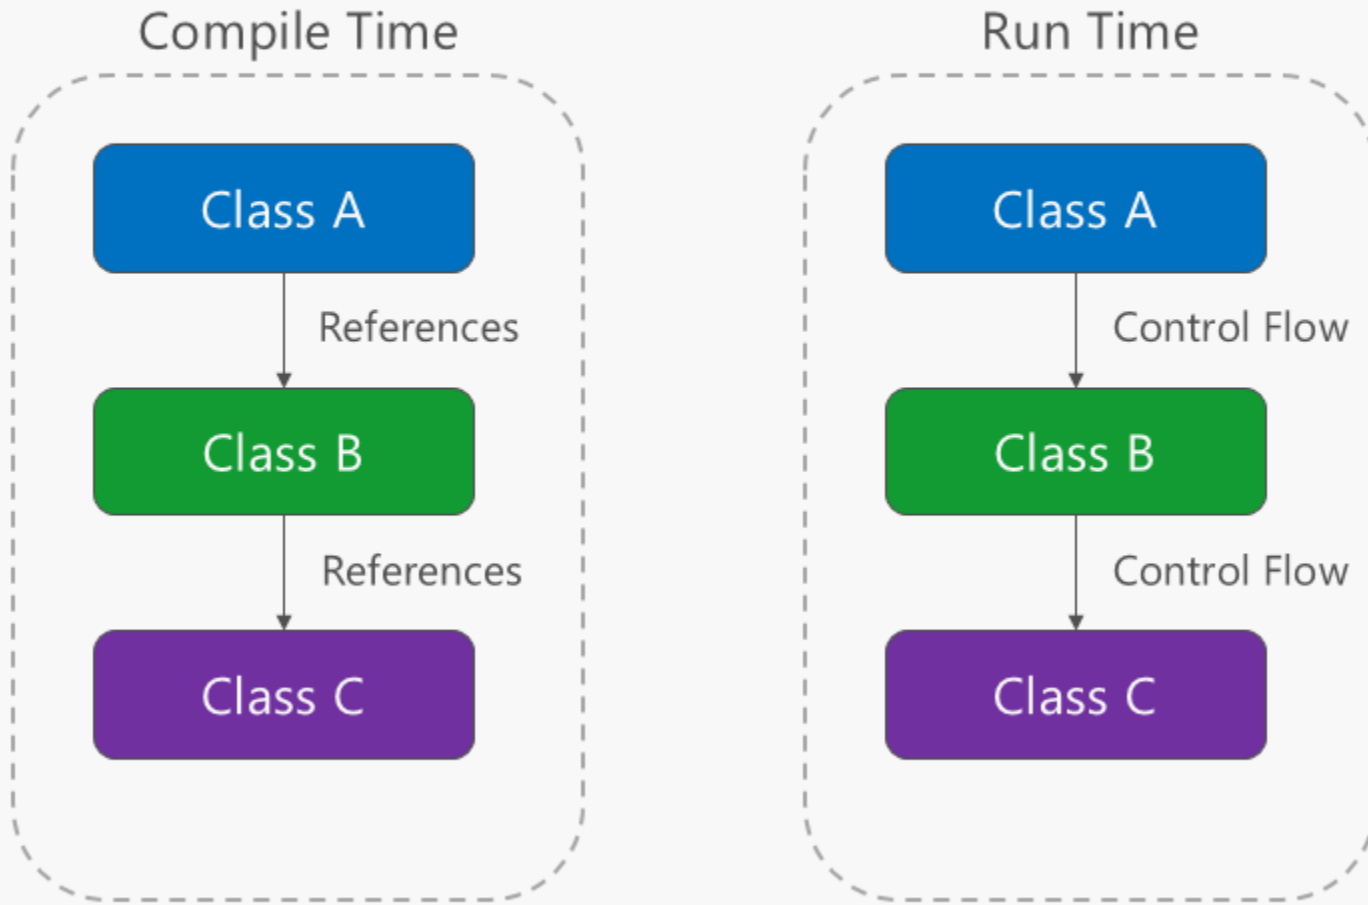 Compile Time
Class A
References
Class B
References
Class C
Run Time
Class A
Control Flow
Class B
Control Flow
Class C